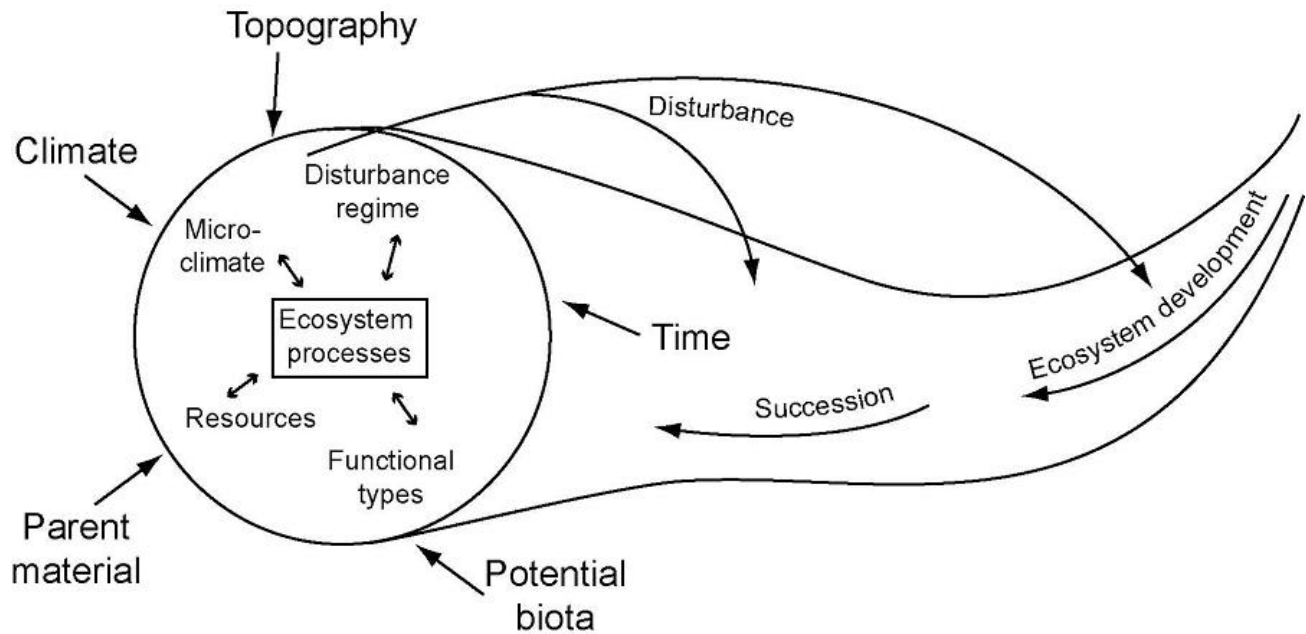 Topography
Disturbance
Climate
Disturbance
regime
Micro-
climate
Ecosystem
processes
Time
Ecosystem development
Succession
Resources
Functional
types
Parent
material
Potential
biota